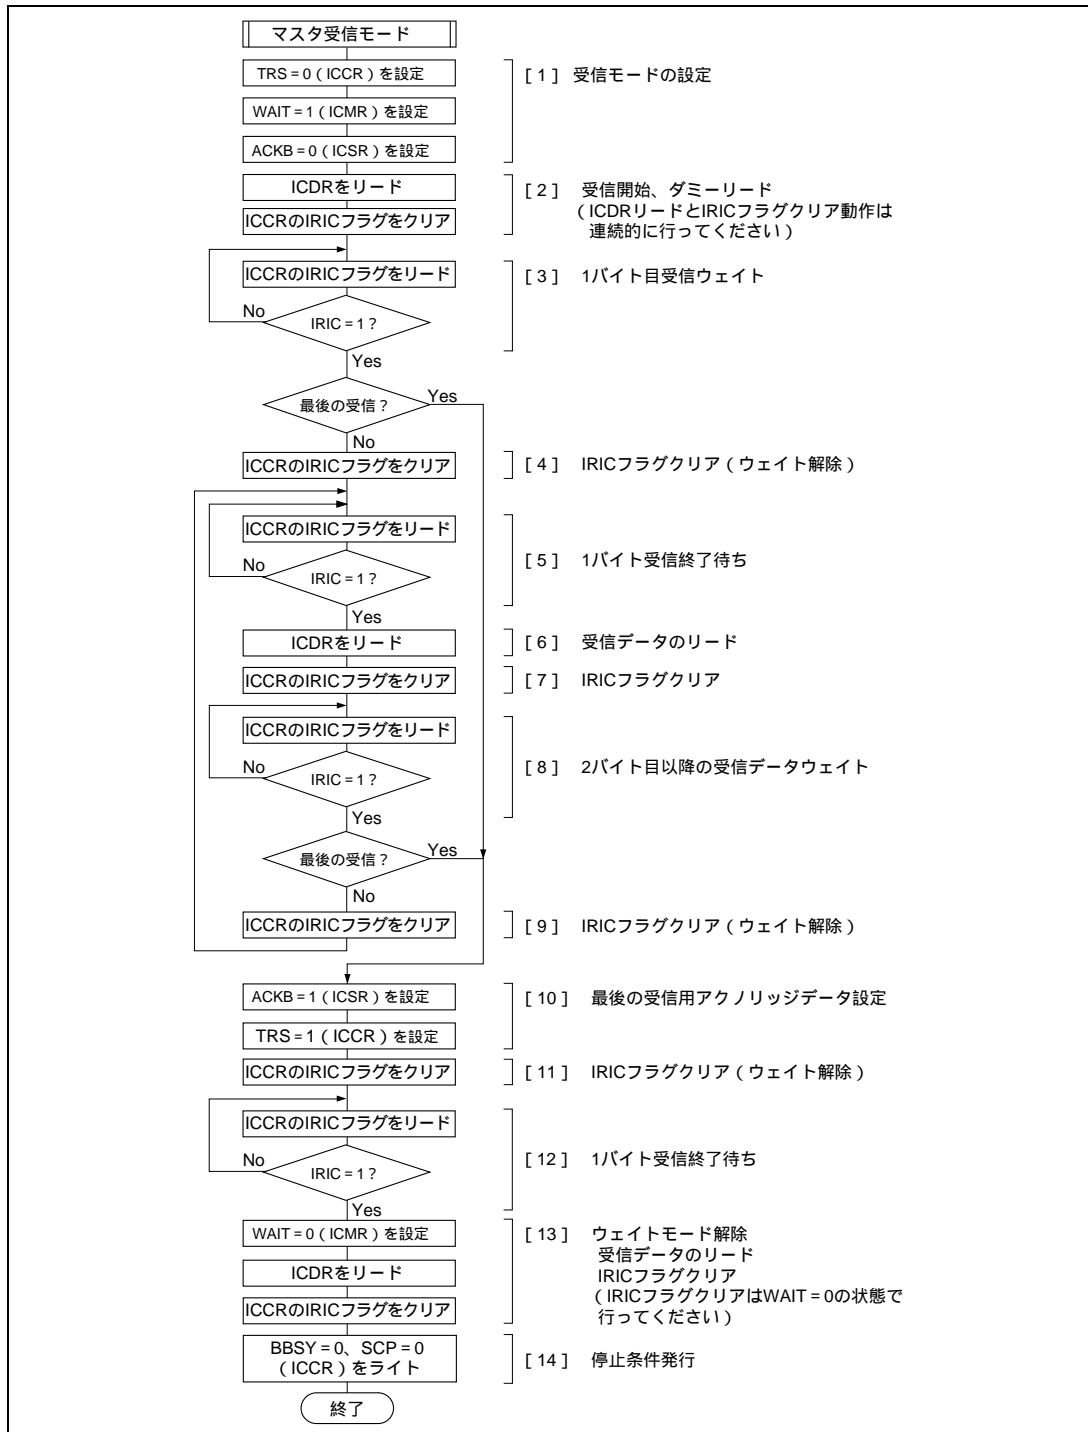 マスタ受信モード
TRS = 0 ( ICCR ) を設定
[ 1 ] 受信モードの設定
WAIT = 1 ( ICMR ) を設定
ACKB = 0 ( ICSR ) を設定
ICDRをリード
[ 2 ] 受信開始、ダミーリード
( ICDRリードとIRICフラグクリア動作は
連続的に行ってください )
ICCRのIRICフラグをクリア
ICCRのIRICフラグをリード
[ 3 ] 1バイト目受信ウェイト
No
IRIC = 1 ?
Yes
最後の受信 ?
Yes
No
ICCRのIRICフラグをクリア
[ 4 ] IRICフラグクリア ( ウェイト解除 )
ICCRのIRICフラグをリード
[ 5 ] 1バイト受信終了待ち
No
IRIC = 1 ?
Yes
ICDRをリード
[ 6 ] 受信データのリード
ICCRのIRICフラグをクリア
[ 7 ] IRICフラグクリア
ICCRのIRICフラグをリード
[ 8 ] 2バイト目以降の受信データウェイト
No
IRIC = 1 ?
Yes
最後の受信 ?
Yes
No
ICCRのIRICフラグをクリア
[ 9 ] IRICフラグクリア ( ウェイト解除 )
ACKB = 1 ( ICSR ) を設定
[ 10 ] 最後の受信用アクノリッジデータ設定
TRS = 1 ( ICCR ) を設定
ICCRのIRICフラグをクリア
[ 11 ] IRICフラグクリア ( ウェイト解除 )
ICCRのIRICフラグをリード
[ 12 ] 1バイト受信終了待ち
No
IRIC = 1 ?
Yes
WAIT = 0 ( ICMR ) を設定
[ 13 ] ウェイトモード解除
受信データのリード
IRICフラグクリア
( IRICフラグクリアはWAIT = 0の状態で
行ってください )
ICDRをリード
ICCRのIRICフラグをクリア
BBSY = 0、SCP = 0
( ICCR ) をライト
[ 14 ] 停止条件発行
終了